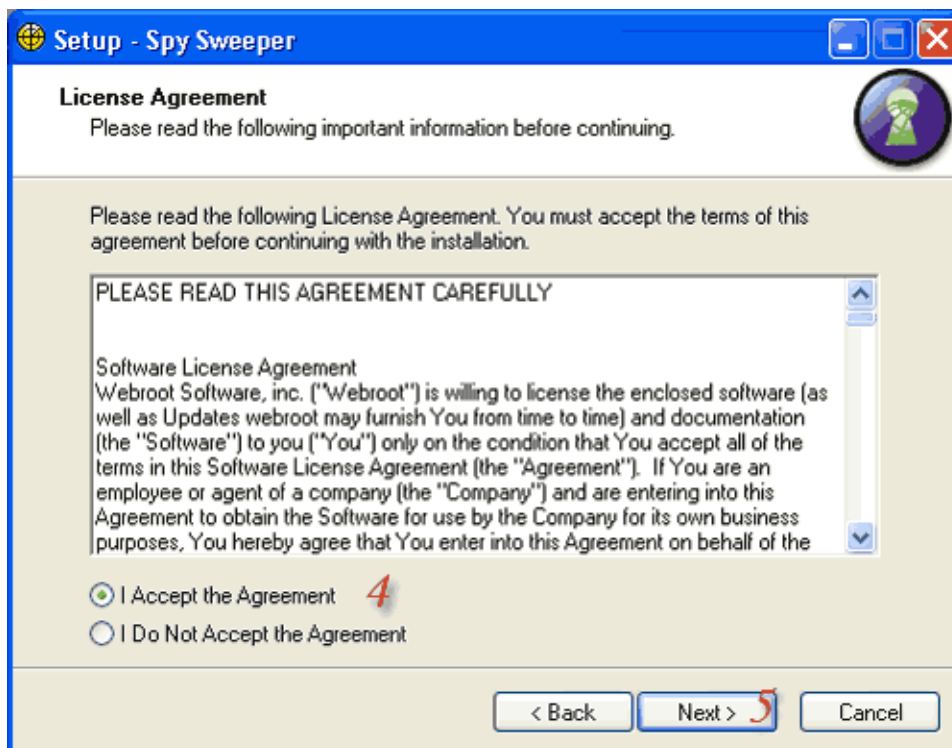 Setup - Spy Sweeper
License Agreement
Please read the following important information before continuing.
Please read the following License Agreement. You must accept the terms of this
agreement before continuing with the installation.
PLEASE READ THIS AGREEMENT CAREFULLY
Software License Agreement
Webroot Software, inc. ("Webroot") is willing to license the enclosed software (as
well as Updates webroot may furnish You from time to time) and documentation
(the "Software") to you ("You") only on the condition that You accept all of the
terms in this Software License Agreement (the "Agreement"). If You are an
employee or agent of a company (the "Company") and are entering into this
Agreement to obtain the Software for use by the Company for its own business
purposes, You hereby agree that You enter into this Agreement on behalf of the
I Accept the Agreement 4
I Do Not Accept the Agreement
< Back Next > 5 Cancel